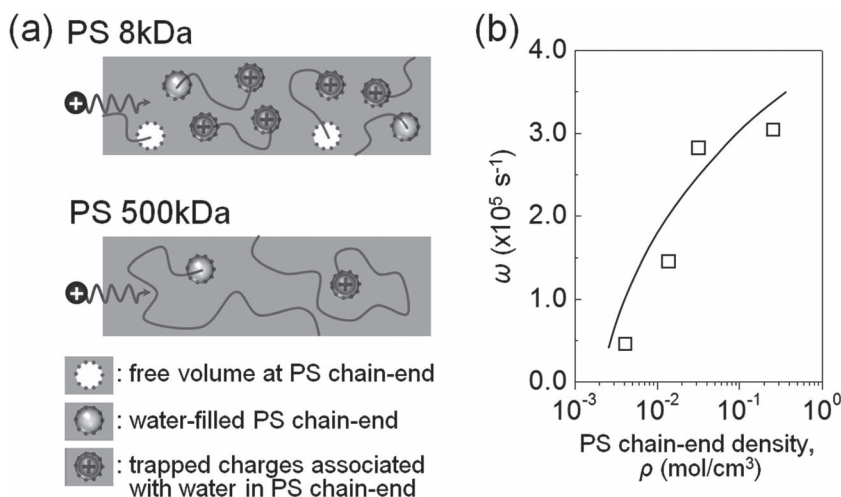 (a) PS 8kDa
PS 500kDa
: free volume at PS chain-end
: water-filled PS chain-end
: trapped charges associated
with water in PS chain-end
(b)
4.0
3.0
2.0
1.0
0.0
ω (x10⁵ s⁻¹)
10⁻³ 10⁻² 10⁻¹ 10⁰
PS chain-end density,
ρ (mol/cm³)